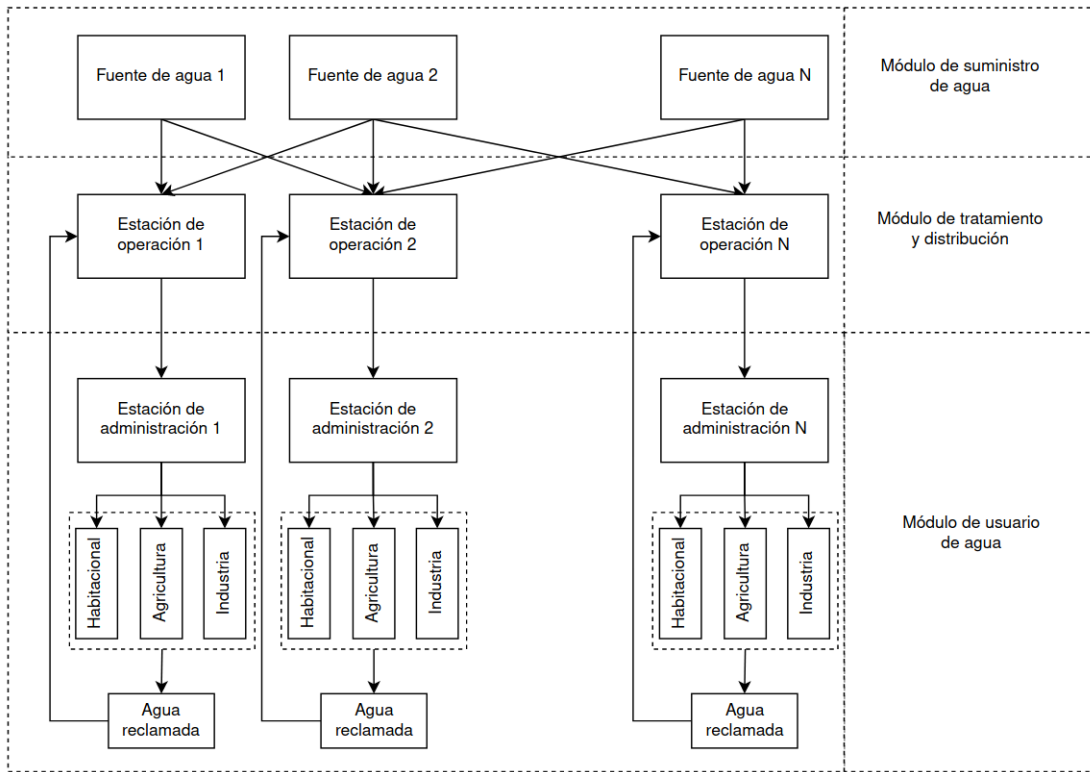 Fuente de agua 1
Fuente de agua 2
Fuente de agua N
Módulo de suministro
de agua
Estación de
operación 1
Estación de
operación 2
Estación de
operación N
Módulo de tratamiento
y distribución
Estación de
administración 1
Estación de
administración 2
Estación de
administración N
Módulo de usuario
de agua
Habitacional
Agricultura
Industria
Habitacional
Agricultura
Industria
Habitacional
Agricultura
Industria
Agua
reclamada
Agua
reclamada
Agua
reclamada